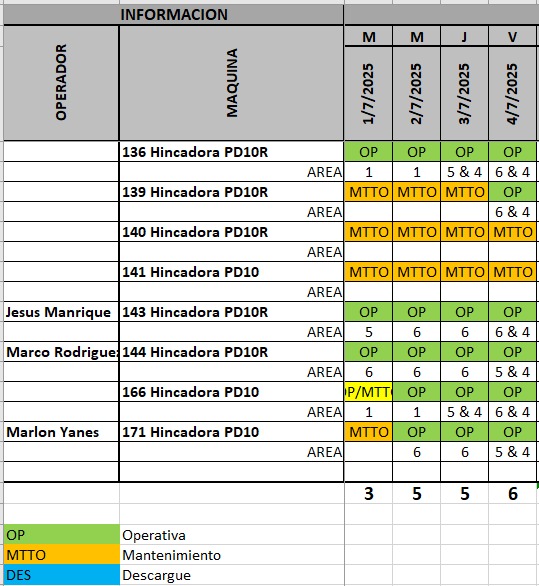 INFORMACION
OPERADOR MAQUINA M M J V
1/7/2025 2/7/2025 3/7/2025 4/7/2025
136 Hincadora PD10R OP OP OP OP
AREA 1 1 5 & 4 6 & 4
139 Hincadora PD10R MTTO MTTO MTTO OP
AREA 6 & 4
140 Hincadora PD10R MTTO MTTO MTTO MTTO
AREA
141 Hincadora PD10 MTTO MTTO MTTO MTTO
AREA
Jesus Manrique 143 Hincadora PD10R OP OP OP OP
AREA 5 6 6 6 & 4
Marco Rodriguez 144 Hincadora PD10R OP OP OP OP
AREA 6 6 6 5 & 4
166 Hincadora PD10 OP/MTTO OP OP OP
AREA 1 1 5 & 4 6 & 4
Marlon Yanes 171 Hincadora PD10 MTTO OP OP OP
AREA 6 6 5 & 4
3 5 5 6
OP Operativa
MTTO Mantenimiento
DES Descargue